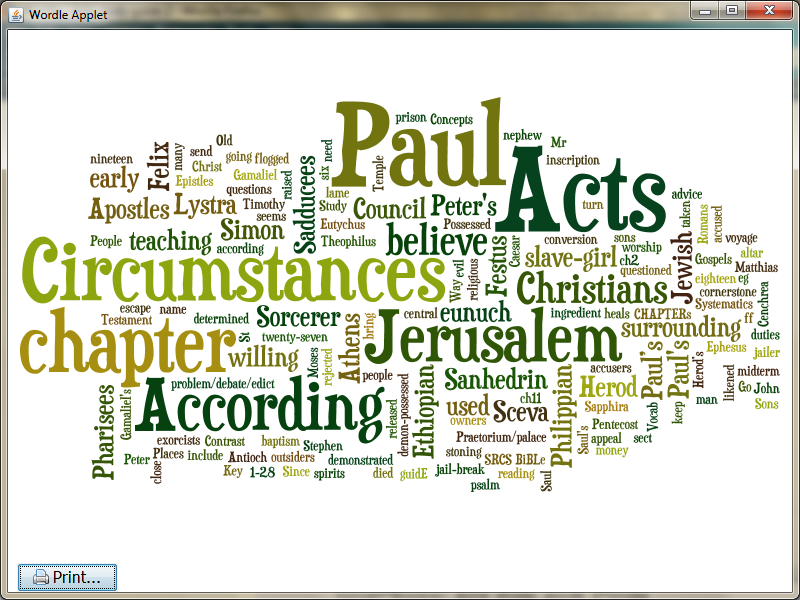 Wordle Applet
Paul
prison
Concepts
nephew
Mr
inscription
Old
nineteen
early
Felix
many
send
Christ
Epistles
going
flogged
Gamaliel
questions
raised
Sadducees
six
need
Temple
lame
Study
Acts
turn
advice
Apostles
Lystra
Timothy
seems
Simon
according
Eutychus
Theophilus
Council
Peter's
Possessed
believe
People
teaching
Circumstances
Way
evil
religious
Festus
Caesar
conversion
sons
worship
slave-girl
ch2
questioned
Christians
Jewish
taken
Romans
accused
voyage
altar
Gospels
Matthias
eighteen
eg
cornerstone
Systematics
Cenchrea
escape
name
Testament
determined
Sorcerer
St
twenty-seven
chapter
willing
Moses
rejected
Athens
bring
central
eunuch
ingredient
heals
CHAPTERs
surrounding
ff
duties
Ephesus
jailer
Jerusalem
people
problem/debate/edict
According
Pharisees
Gamaliel's
released
demon-possessed
Ethiopian
Sanhedrin
ch11
used
owners
Sceva
Philippian
accusers
Herod
Sapphira
Paul's
Paul's
Herod's
man
likened
midterm
Go
John
Sons
Vocab
keep
Saul's
Pentecost
appeal
sect
money
Praetorium/palace
stoning
SRCS
BiBLe
reading
Saul
exorcists
Contrast
baptism
Stephen
Peter
close
Places
include
Antioch
outsiders
demonstrated
Key
1-28
Since
spirits
died
guidE
jail-break
psalm
Print...